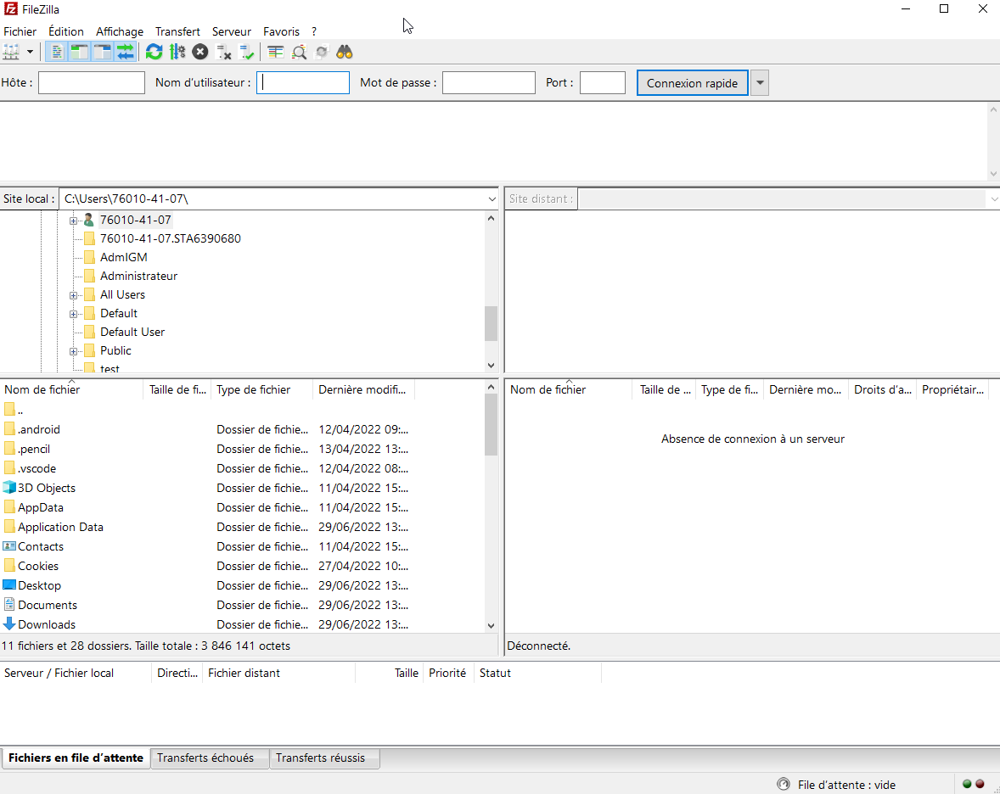 FileZilla
Fichier Édition Affichage Transfert Serveur Favoris ?
Hôte : Nom d'utilisateur : Mot de passe : Port : Connexion rapide
Site local : C:\Users\76010-41-07\ Site distant :
76010-41-07
76010-41-07.STA6390680
AdmIGM
Administrateur
All Users
Default
Default User
Public
test
Nom de fichier Taille de fi... Type de fichier Dernière modifi... Nom de fichier Taille de ... Type de fi... Dernière mo... Droits d'a... Propriétair...
..
.android Dossier de fichie... 12/04/2022 09:...
Absence de connexion à un serveur
.pencil Dossier de fichie... 13/04/2022 13:...
.vscode Dossier de fichie... 12/04/2022 08:...
3D Objects Dossier de fichie... 11/04/2022 15:...
AppData Dossier de fichie... 11/04/2022 15:...
Application Data Dossier de fichie... 29/06/2022 13:...
Contacts Dossier de fichie... 11/04/2022 15:...
Cookies Dossier de fichie... 27/04/2022 10:...
Desktop Dossier de fichie... 29/06/2022 13:...
Documents Dossier de fichie... 29/06/2022 13:...
Downloads Dossier de fichie... 29/06/2022 13:...
11 fichiers et 28 dossiers. Taille totale : 3 846 141 octets Déconnecté.
Serveur / Fichier local Directi... Fichier distant Taille Priorité Statut
Fichiers en file d'attente Transferts échoués Transferts réussis
File d'attente : vide